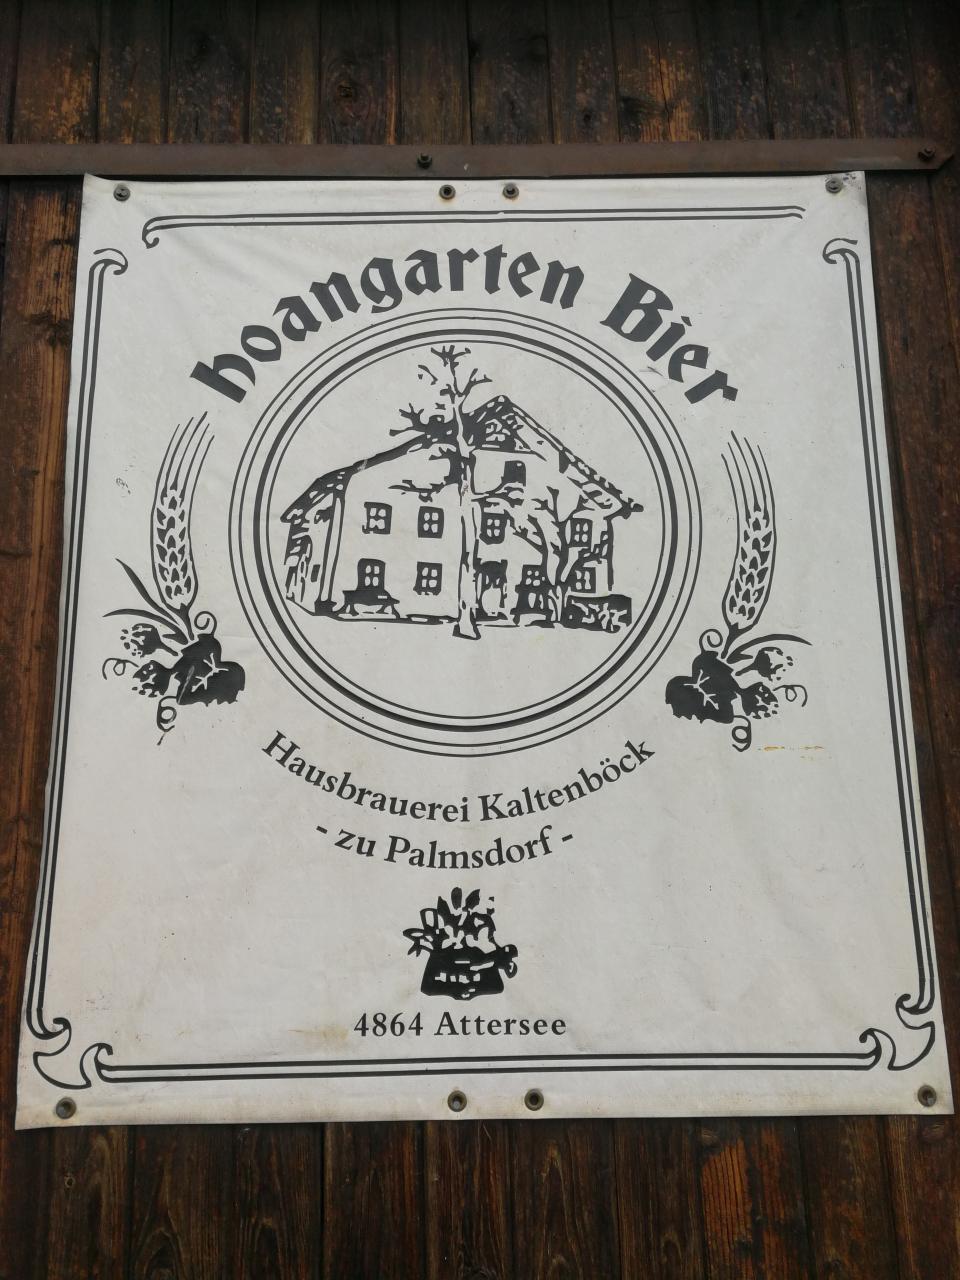 hoangarten Bier
Hausbrauerei Kaltenböck
- zu Palmsdorf -
4864 Attersee